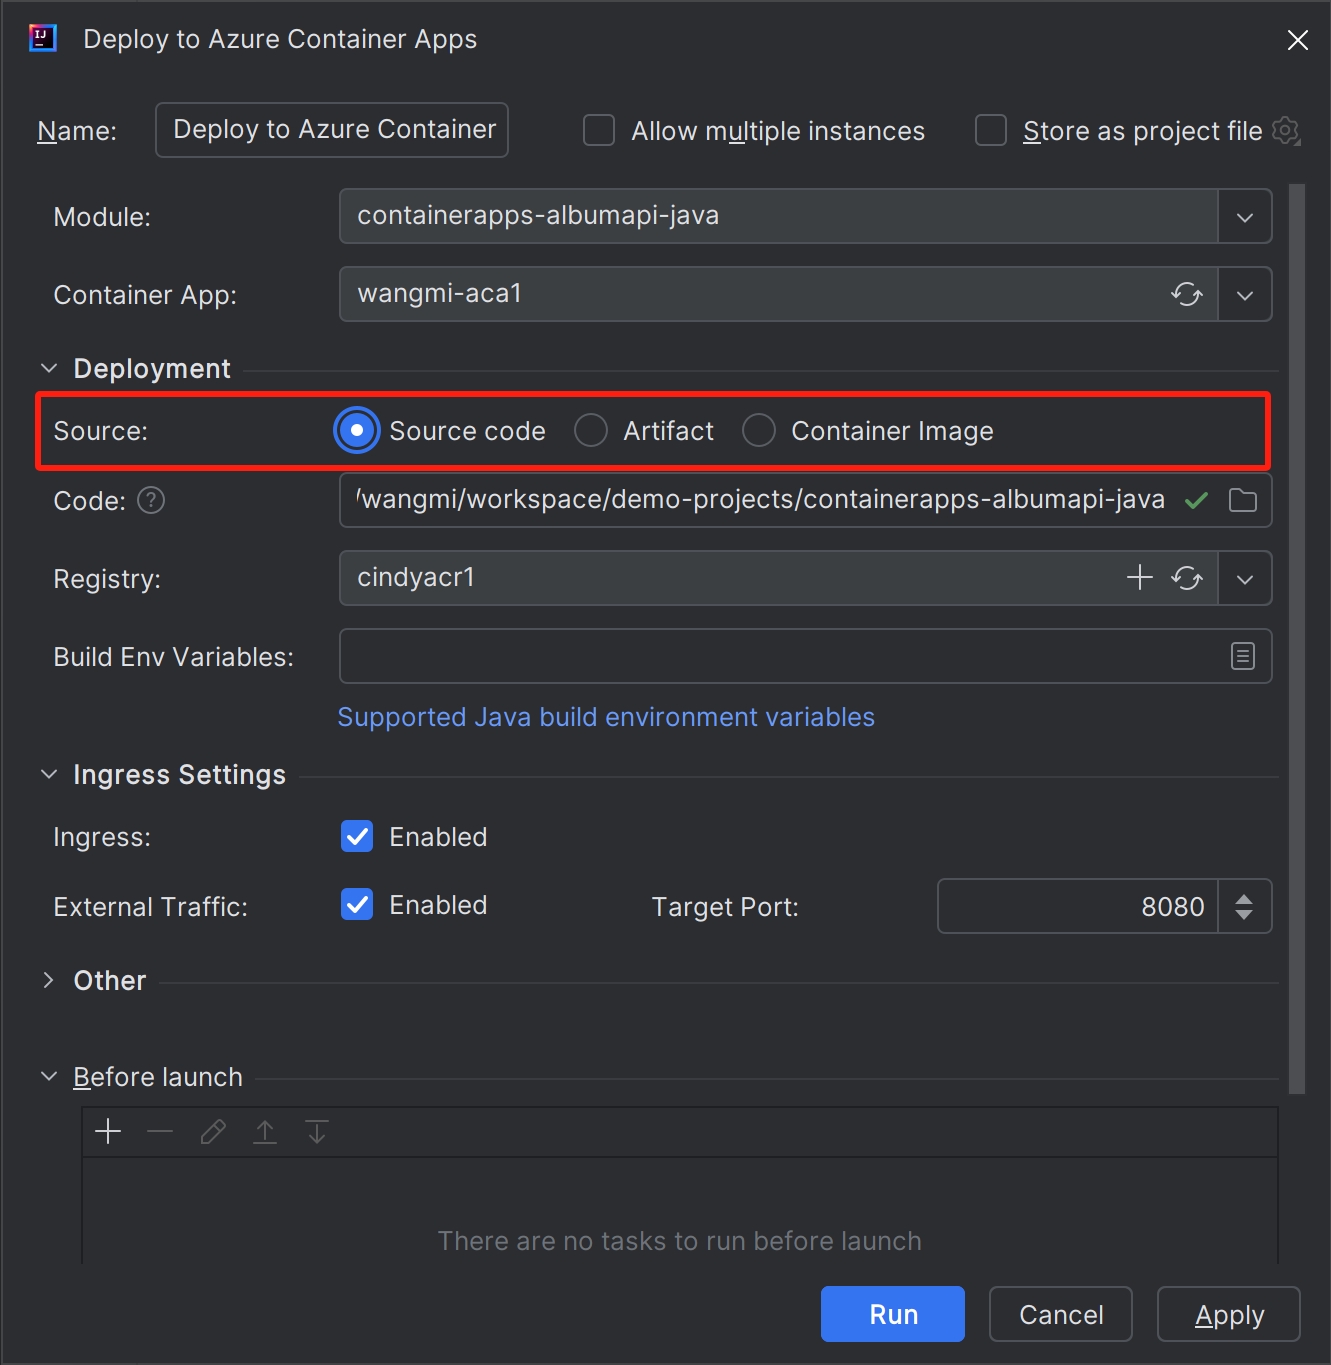 IJ
Deploy to Azure Container Apps
Name: Deploy to Azure Container Allow multiple instances Store as project file
Module: containerapps-albumapi-java
Container App: wangmi-aca1
Deployment
Source: Source code Artifact Container Image
Code: ? /wangmi/workspace/demo-projects/containerapps-albumapi-java
Registry: cindyacr1
Build Env Variables:
Supported Java build environment variables
Ingress Settings
Ingress: Enabled
External Traffic: Enabled Target Port: 8080
Other
Before launch
There are no tasks to run before launch
Run Cancel Apply